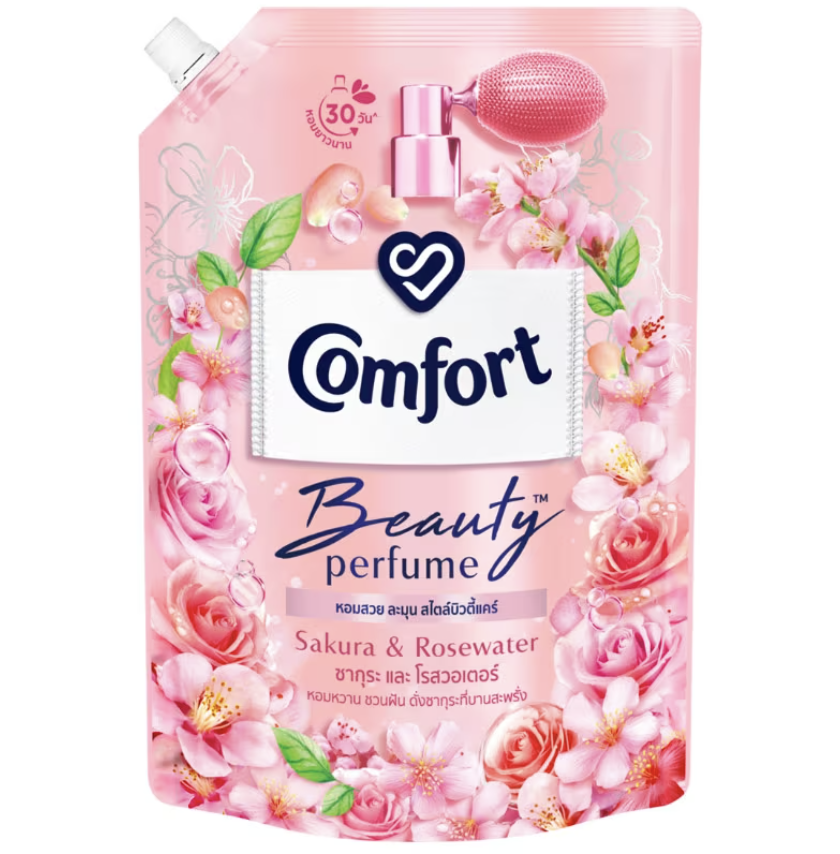 30 วัน^
หอมยาวนาน
Comfort
Beauty™
perfume
หอมสวย ละมุน สไตล์บิวตี้แคร์
Sakura & Rosewater
ซากุระ และ โรสวอเตอร์
หอมหวาน ชวนฝัน ดั่งซากุระที่บานสะพรั่ง